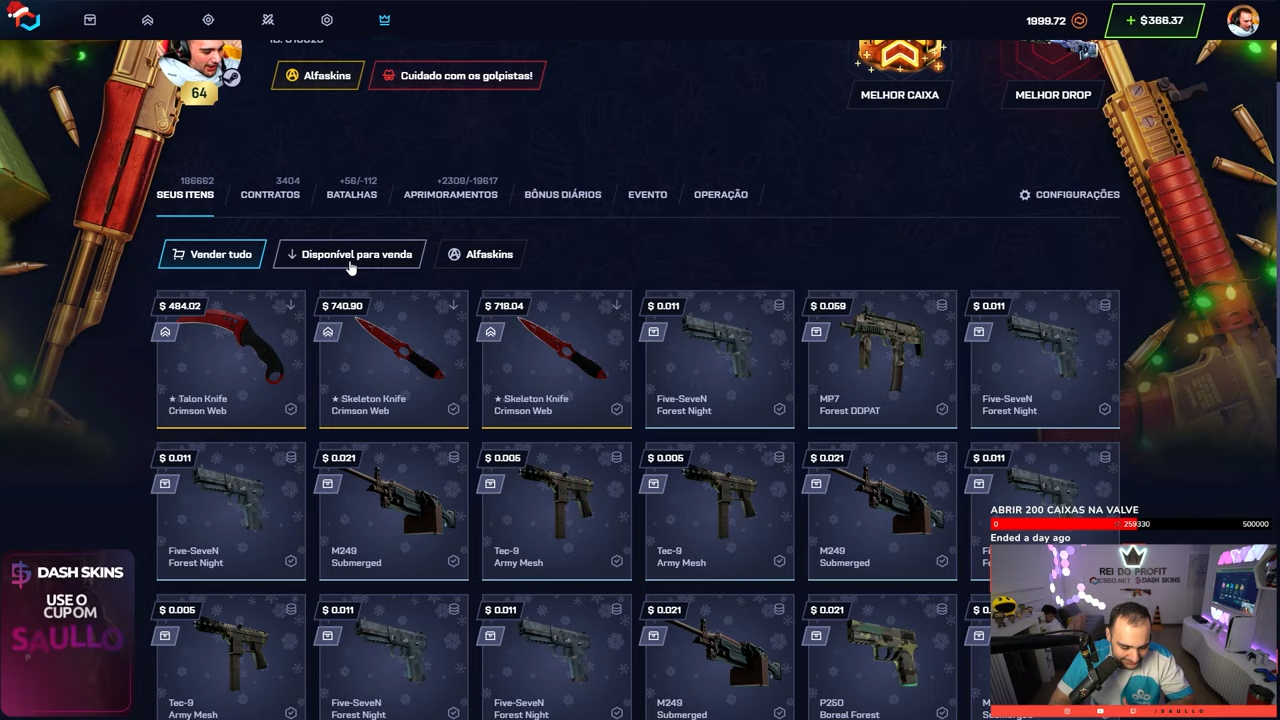 1999.72
+ $366.37
64
Alfaskins
Cuidado com os golpistas!
MELHOR CAIXA
MELHOR DROP
186662
SEUS ITENS
3404
CONTRATOS
+56/-112
BATALHAS
+2308/-19617
APRIMORAMENTOS
BÔNUS DIÁRIOS
EVENTO
OPERAÇÃO
CONFIGURAÇÕES
Vender tudo
Disponível para venda
Alfaskins
$ 484.02
★ Talon Knife
Crimson Web
$ 740.90
★ Skeleton Knife
Crimson Web
$ 718.04
★ Skeleton Knife
Crimson Web
$ 0.011
Five-SeveN
Forest Night
$ 0.059
MP7
Forest DDPAT
$ 0.011
Five-SeveN
Forest Night
$ 0.011
Five-SeveN
Forest Night
$ 0.021
M249
Submerged
$ 0.005
Tec-9
Army Mesh
$ 0.005
Tec-9
Army Mesh
$ 0.021
M249
Submerged
$ 0.011
$ 0.005
Tec-9
Army Mesh
$ 0.011
Five-SeveN
Forest Night
$ 0.011
Five-SeveN
Forest Night
$ 0.021
M249
Submerged
$ 0.021
P250
Boreal Forest
ABRIR 200 CAIXAS NA VALVE
0
259330
500000
Ended a day ago
REI DO PROFIT
CSGO.NET
DASH SKINS
/SAULLO
DASH SKINS
USE O
CUPOM
SAULLO